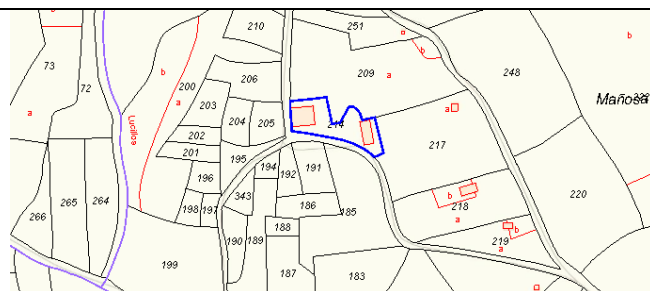 210
251
b
b
73
b
209
a
248
206
72
200
a
203
Mañosa
a
204
205
214
a
Lucillos
202
217
201
195
194
191
196
192
220
b
265
264
343
186
218
266
198
197
185
a
188
219
b
190
189
a
199
187
183